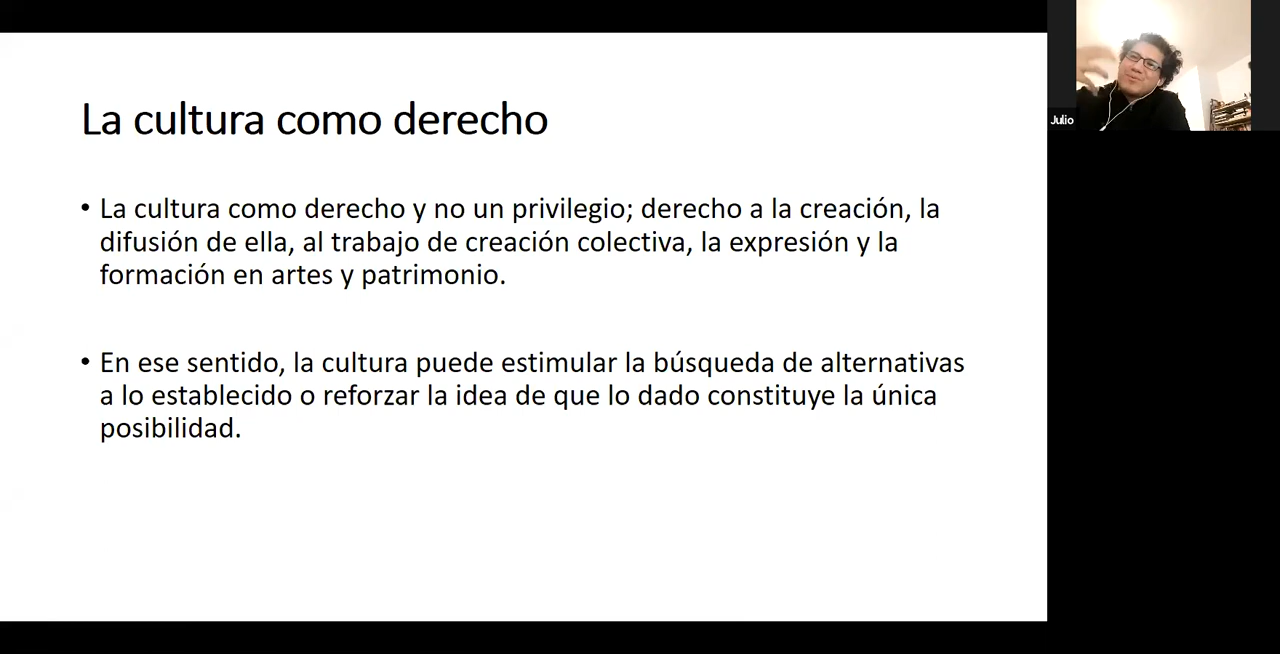 La cultura como derecho
• La cultura como derecho y no un privilegio; derecho a la creación, la
difusión de ella, al trabajo de creación colectiva, la expresión y la
formación en artes y patrimonio.
• En ese sentido, la cultura puede estimular la búsqueda de alternativas
a lo establecido o reforzar la idea de que lo dado constituye la única
posibilidad.
Julio